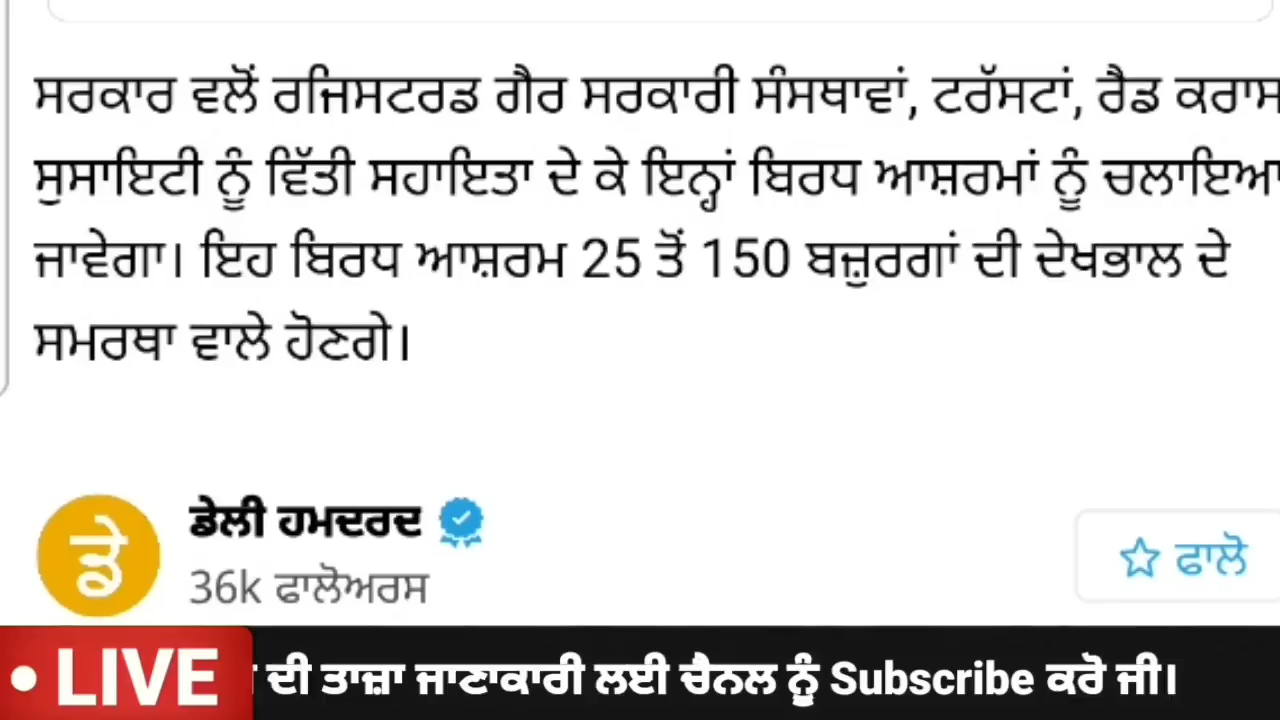 ਸਰਕਾਰ ਵਲੋਂ ਰਜਿਸਟਰਡ ਗੈਰ ਸਰਕਾਰੀ ਸੰਸਥਾਵਾਂ, ਟਰੱਸਟਾਂ, ਰੈਡ ਕਰਾਸ
ਸੁਸਾਇਟੀ ਨੂੰ ਵਿੱਤੀ ਸਹਾਇਤਾ ਦੇ ਕੇ ਇਨ੍ਹਾਂ ਬਿਰਧ ਆਸ਼ਰਮਾਂ ਨੂੰ ਚਲਾਇਆ
ਜਾਵੇਗਾ। ਇਹ ਬਿਰਧ ਆਸ਼ਰਮ 25 ਤੋਂ 150 ਬਜ਼ੁਰਗਾਂ ਦੀ ਦੇਖਭਾਲ ਦੇ
ਸਮਰਥਾ ਵਾਲੇ ਹੋਣਗੇ।
ਡੇ
ਡੇਲੀ ਹਮਦਰਦ
36k ਫਾਲੋਅਰਸ
ਫਾਲੋ
LIVE
ਦੀ ਤਾਜ਼ਾ ਜਾਣਾਕਾਰੀ ਲਈ ਚੈਨਲ ਨੂੰ Subscribe ਕਰੋ ਜੀ।